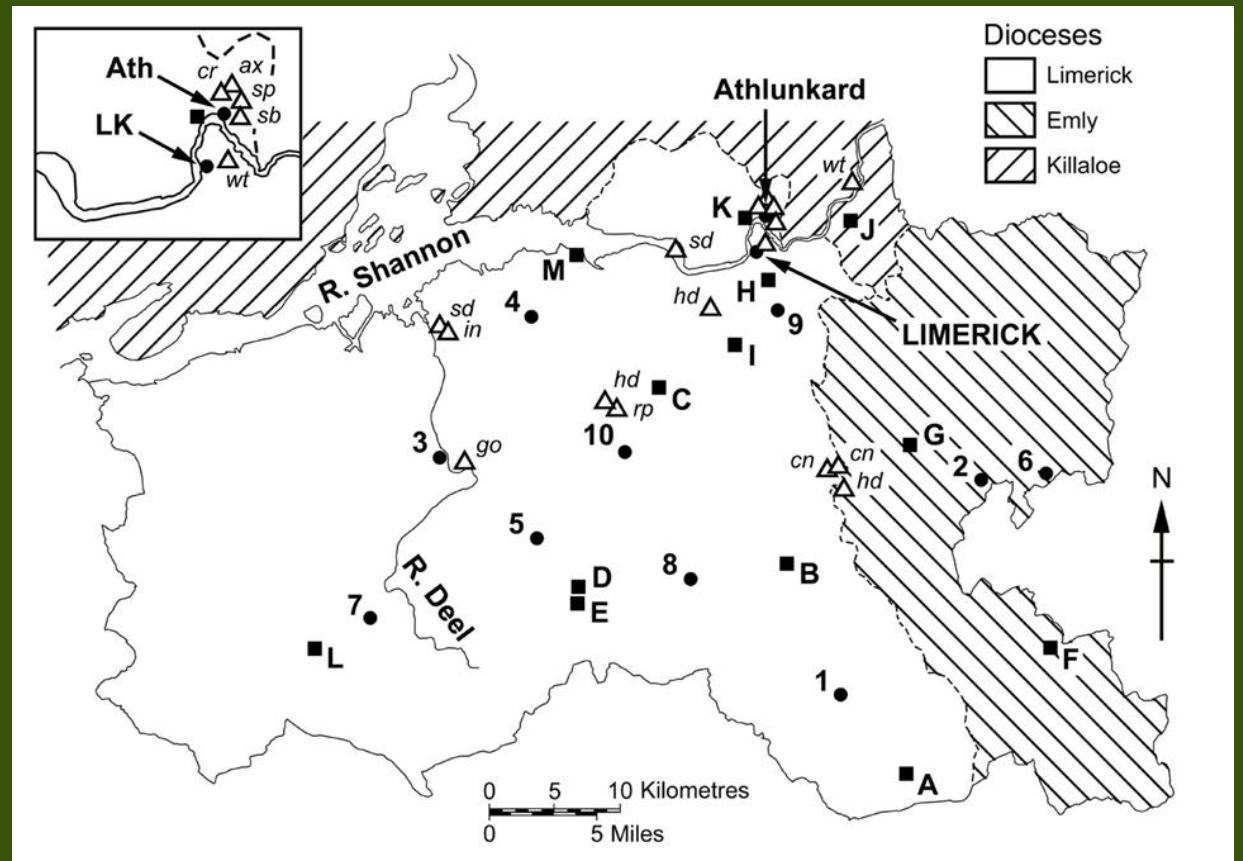 Dioceses
Limerick
Emly
Killaloe
Ath
cr
ax
sp
sb
LK
wt
Athlunkard
wt
K
J
R. Shannon
M
sd
H
hd
9
LIMERICK
4
sd
in
I
hd
rp
C
10
3
go
G
cn
cn
hd
2
6
N
5
8
B
D
E
R. Deel
7
L
F
1
A
0 5 10 Kilometres
0 5 Miles